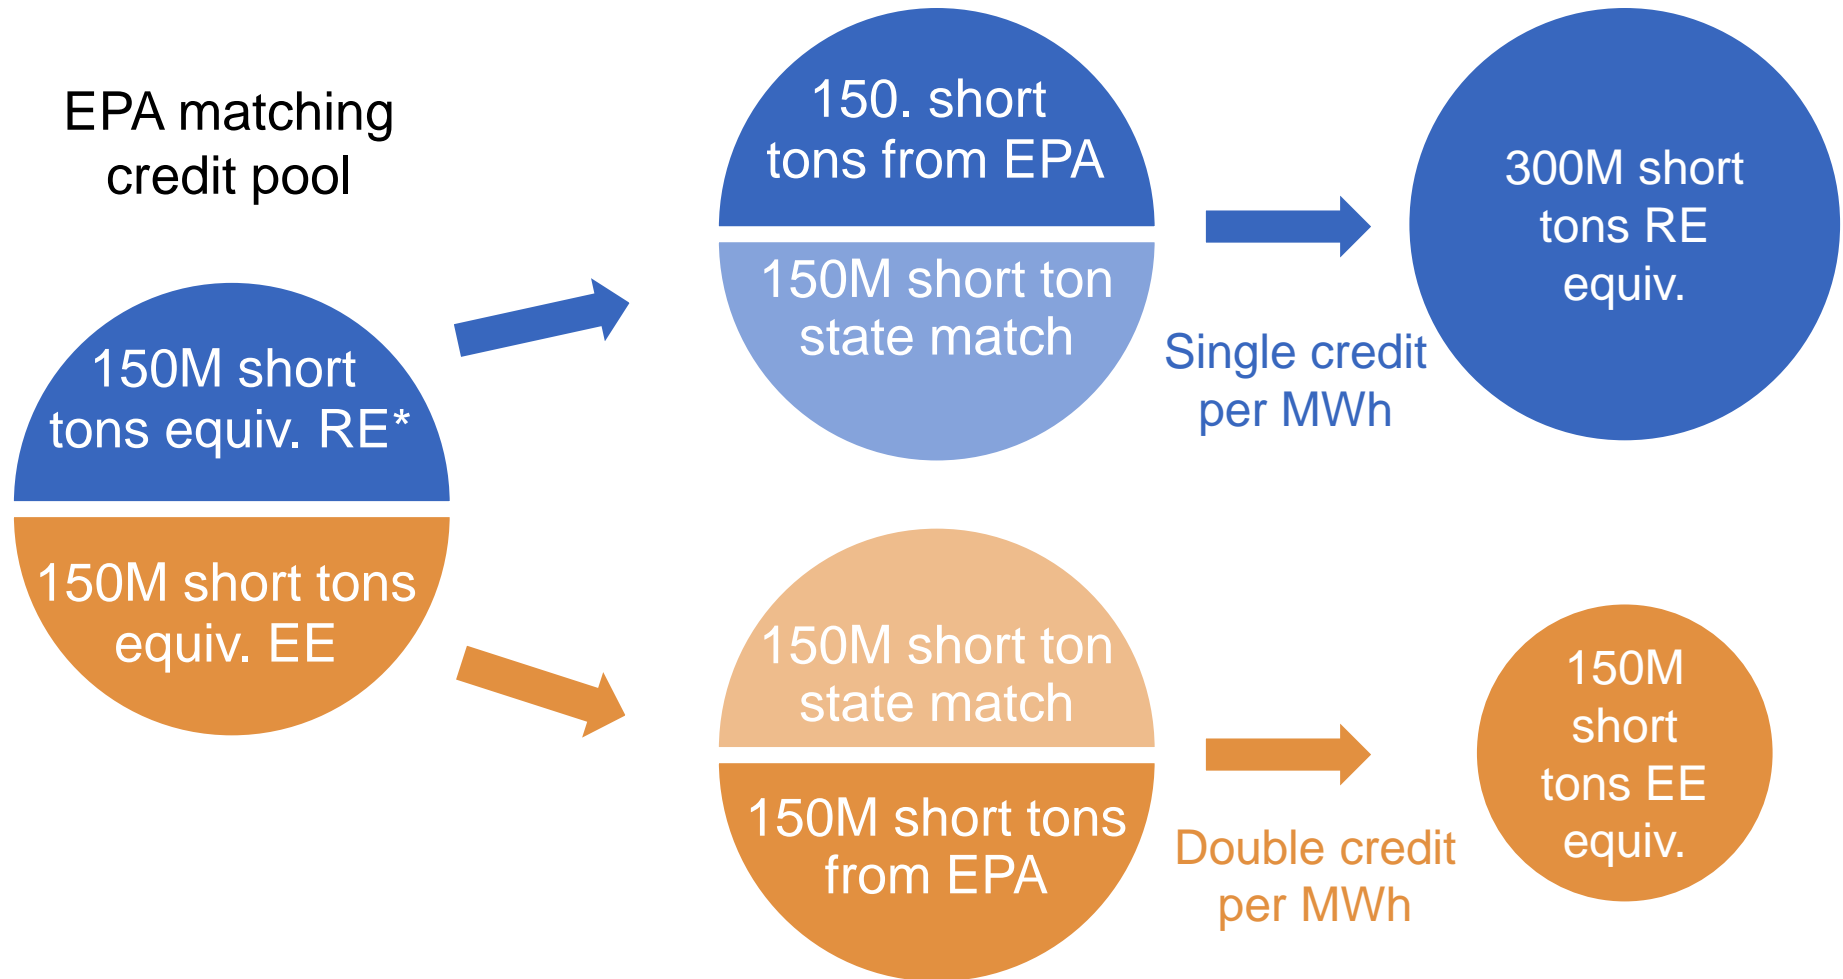 EPA matching
credit pool
150M short
tons equiv. RE*
150M short tons
equiv. EE
150. short
tons from EPA
150M short ton
state match
Single credit
per MWh
300M short
tons RE
equiv.
150M short ton
state match
150M short tons
from EPA
Double credit
per MWh
150M
short
tons EE
equiv.